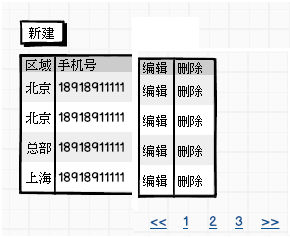 新建
区域 手机号 编辑 删除
北京 18918911111 编辑 删除
北京 18918911111 编辑 删除
总部 18918911111 编辑 删除
上海 18918911111 编辑 删除
<< 1 2 3 >>